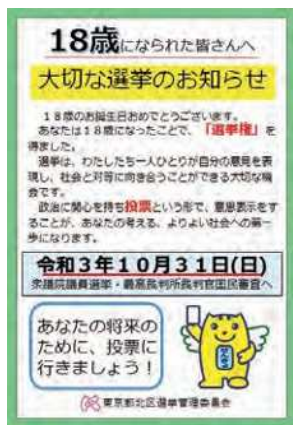 18歳になられた皆さんへ
大切な選挙のお知らせ
18歳のお誕生日おめでとうございます。
あなたは18歳になったことで、「選挙権」を
得ました。
選挙は、わたしたち一人ひとりが自分の意見を表
現し、社会と対等に向き合うことができる大切な機
会です。
政治に関心を持ち投票という形で、意思表示をす
ることが、あなたの考える、よりよい社会への第一
歩になります。
令和3年10月31日(日)
衆議院議員選挙・最高裁判所裁判官国民審査へ
あなたの将来の
ために、投票に
行きましょう!
東京都北区選挙管理委員会